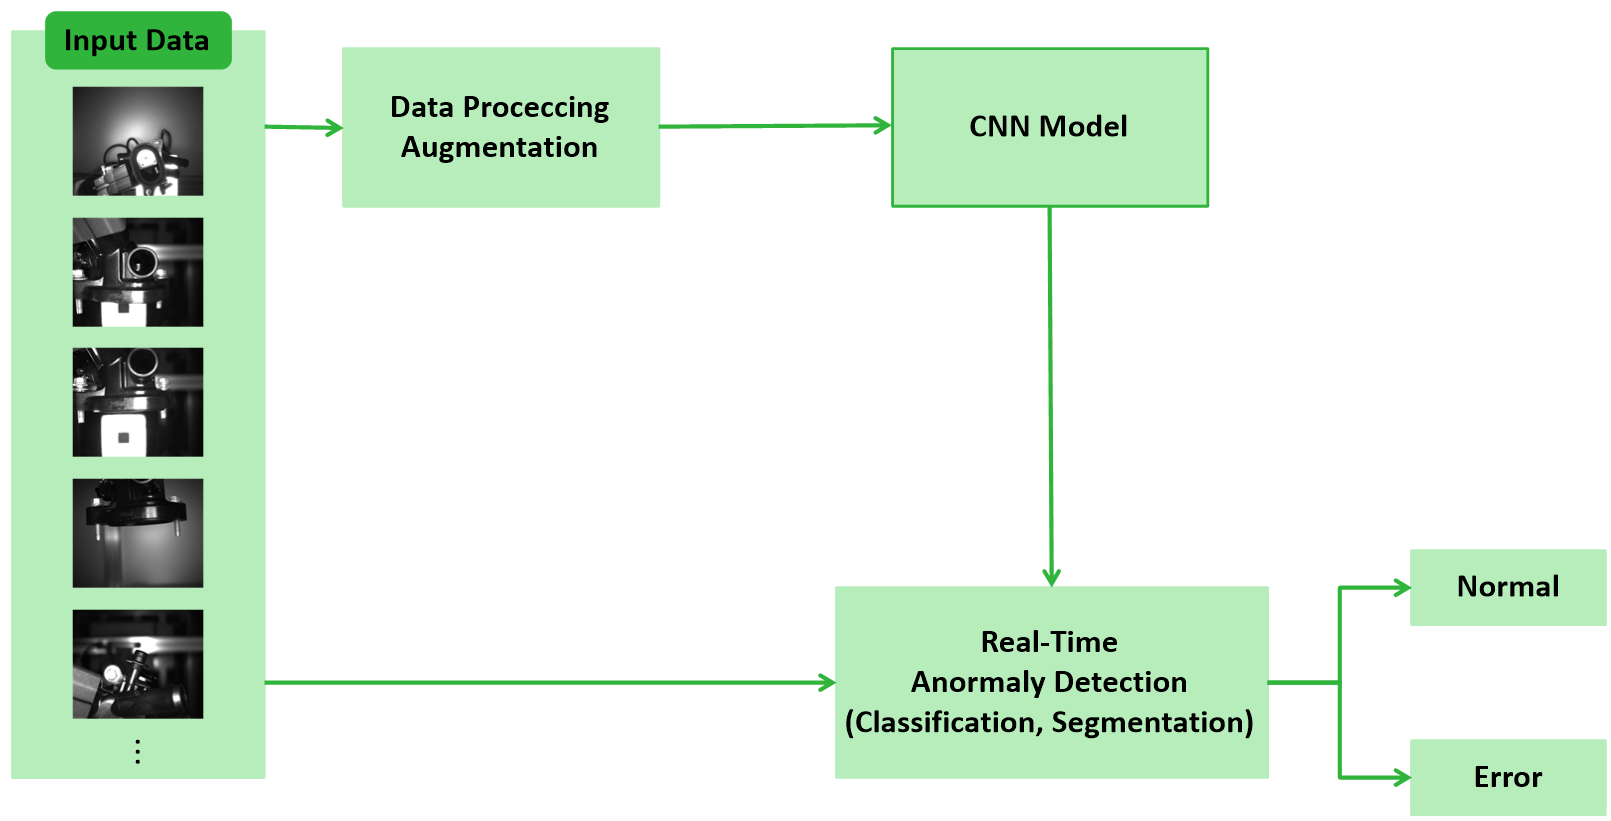 Input Data
Data Proceccing
Augmentation
CNN Model
Real-Time
Anormaly Detection
(Classification, Segmentation)
Normal
Error